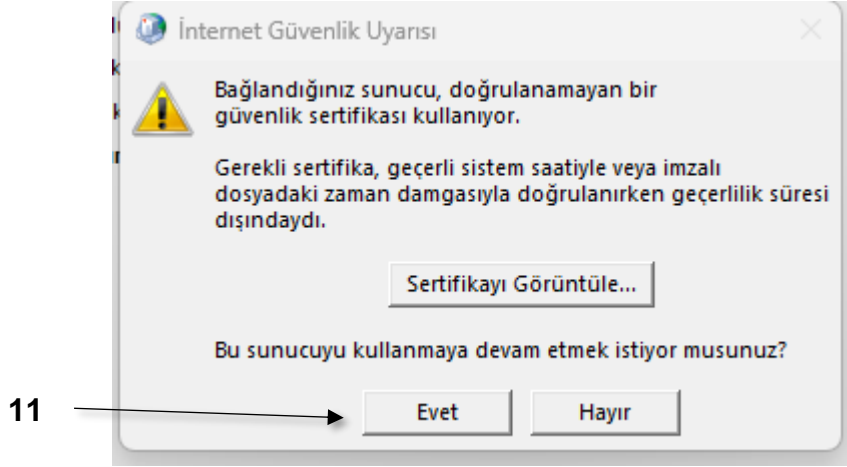 İnternet Güvenlik Uyarısı
Bağlandığınız sunucu, doğrulanamayan bir
güvenlik sertifikası kullanıyor.
Gerekli sertifika, geçerli sistem saatiyle veya imzalı
dosyadaki zaman damgasıyla doğrulanırken geçerlilik süresi
dışındaydı.
Sertifikayı Görüntüle...
Bu sunucuyu kullanmaya devam etmek istiyor musunuz?
11
Evet
Hayır